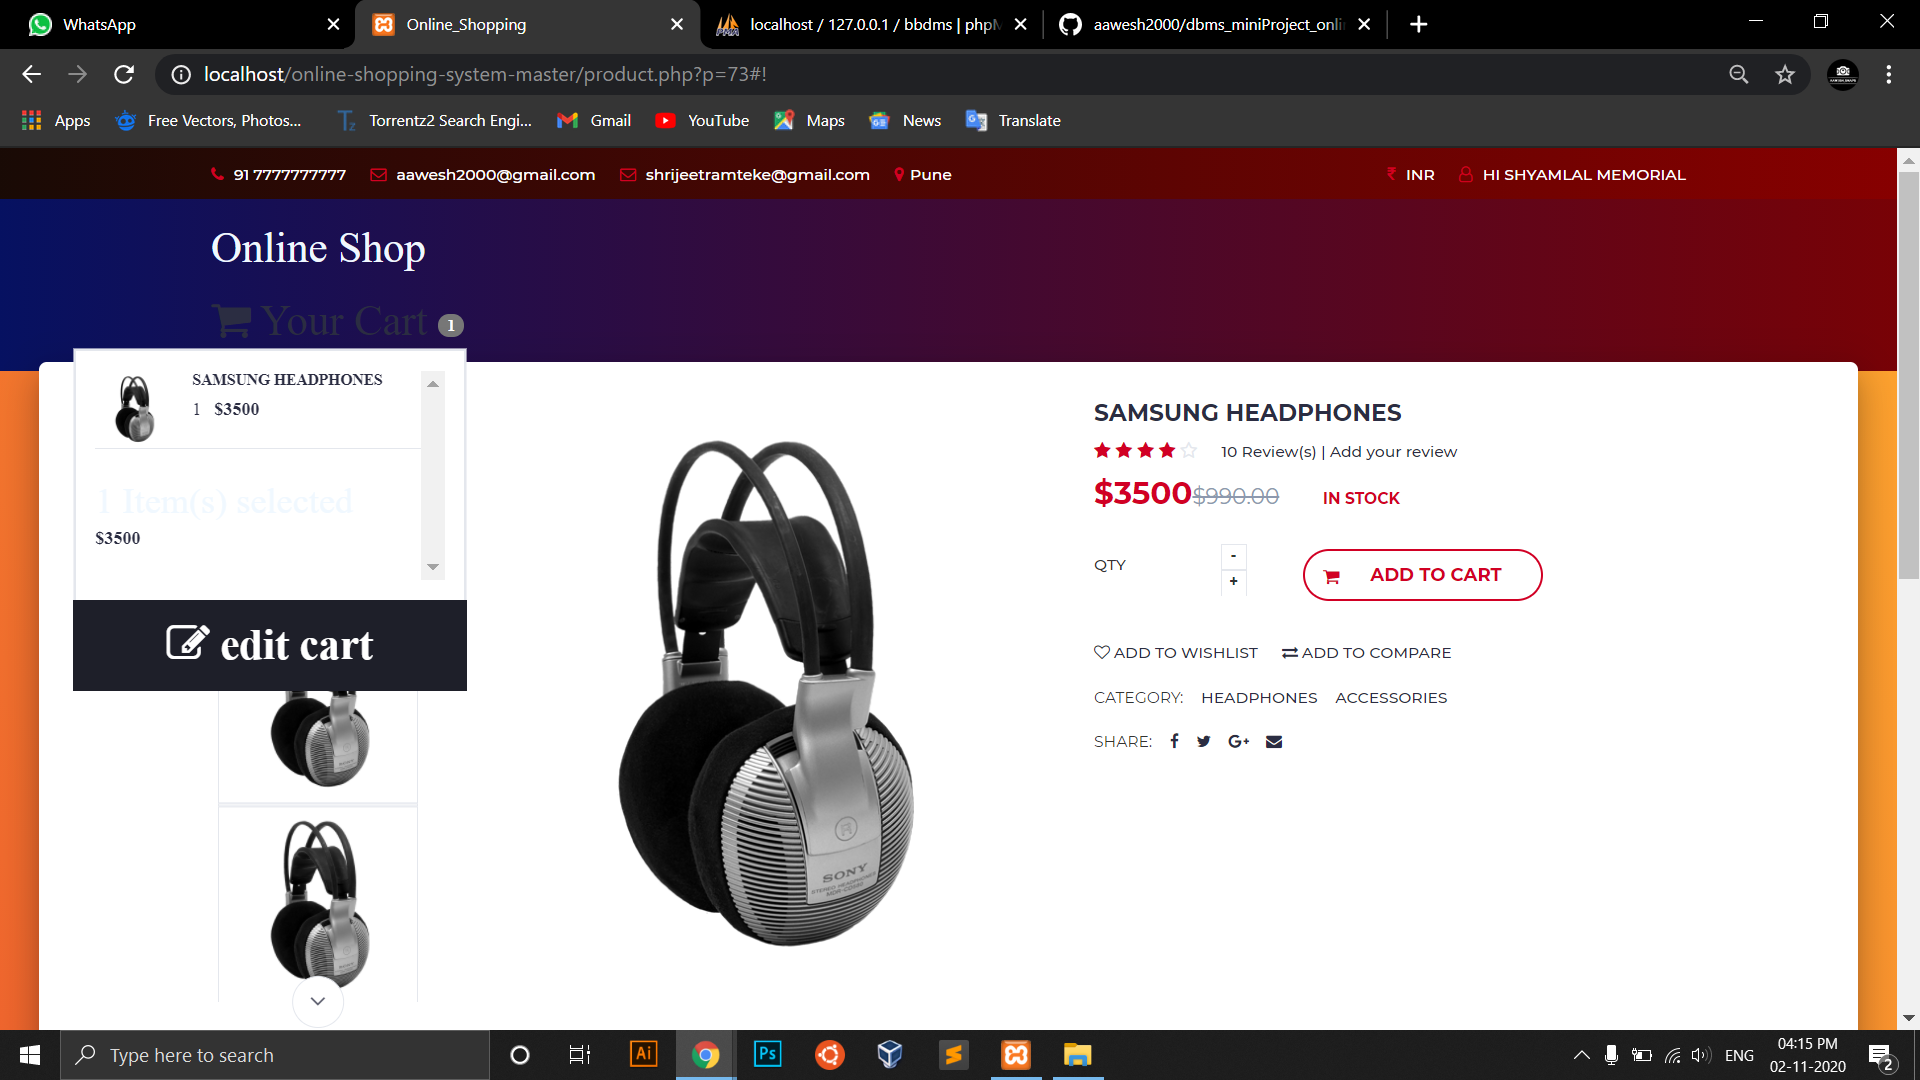 WhatsApp
Online_Shopping
localhost / 127.0.0.1 / bbdms | phpM
aawesh2000/dbms_miniProject_onli
localhost/online-shopping-system-master/product.php?p=73#!
Apps
Free Vectors, Photos...
Torrentz2 Search Engi...
Gmail
YouTube
Maps
News
Translate
91 7777777777
aawesh2000@gmail.com
shrijeetramteke@gmail.com
Pune
INR
HI SHYAMLAL MEMORIAL
Online Shop
Your Cart 1
SAMSUNG HEADPHONES
1 $3500
1 Item(s) selected
$3500
edit cart
SONY
STEREO HEADPHONES
SAMSUNG HEADPHONES
10 Review(s) | Add your review
$3500 $990.00 IN STOCK
QTY
-
+
ADD TO CART
ADD TO WISHLIST
ADD TO COMPARE
CATEGORY: HEADPHONES ACCESSORIES
SHARE:
Type here to search
Ai
Ps
ENG
04:15 PM
02-11-2020
2